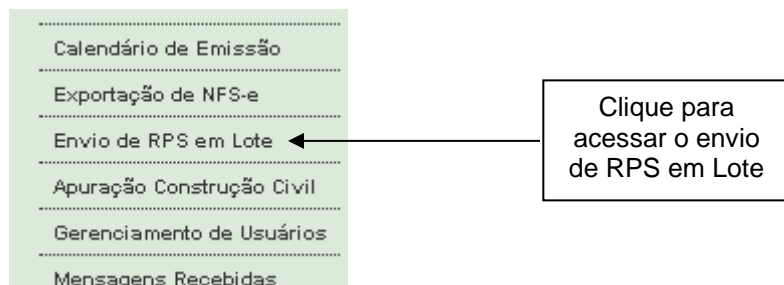 Calendário de Emissão
Exportação de NFS-e
Envio de RPS em Lote
Apuração Construção Civil
Gerenciamento de Usuários
Mensagens Recebidas
Clique para
acessar o envio
de RPS em Lote